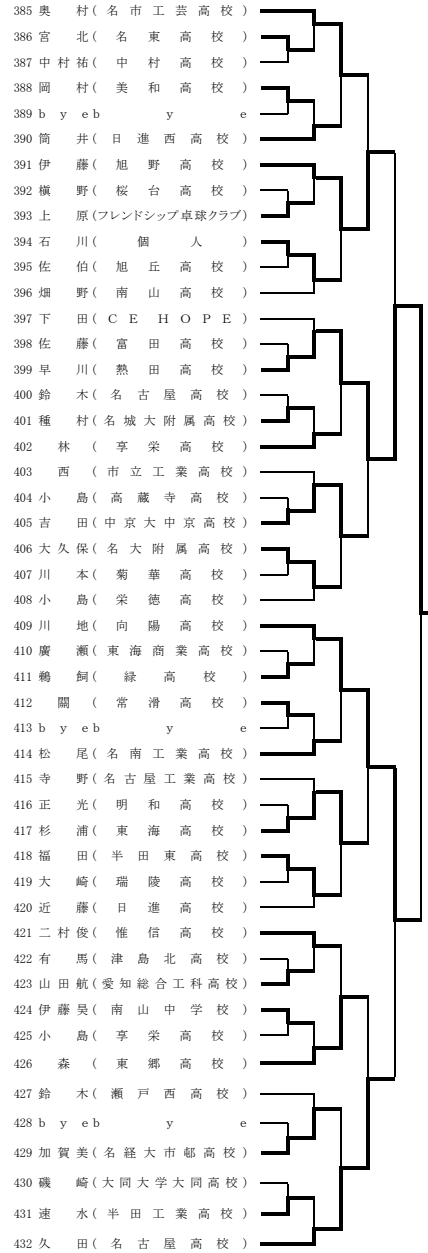 385 奥村(名市工芸高校)
386 宮北(名東高校)
387 中村祐(中村高校)
388 岡村(美和高校)
389 b y e b y e
390 筒井(日進西高校)
391 伊藤(旭野高校)
392 横野(桜台高校)
393 上原(フレンドシップ卓球クラブ)
394 石川(個人)
395 佐伯(旭丘高校)
396 畑野(南山高校)
397 下田(CE HOPE)
398 佐藤(富田高校)
399 早川(熱田高校)
400 鈴木(名古屋高校)
401 種村(名城大附属高校)
402 林(享栄高校)
403 西(市立工業高校)
404 小島(高蔵寺高校)
405 吉田(中京大中京高校)
406 大久保(名大附属高校)
407 川本(菊華高校)
408 小島(栄徳高校)
409 川地(向陽高校)
410 廣瀬(東海商業高校)
411 鵜飼(緑高校)
412 關(常滑高校)
413 b y e b y e
414 松尾(名南工業高校)
415 寺野(名古屋工業高校)
416 正光(明和高校)
417 杉浦(東海高校)
418 福田(半田東高校)
419 大崎(瑞陵高校)
420 近藤(日進高校)
421 二村俊(惟信高校)
422 有馬(津島北高校)
423 山田航(愛知総合工科高校)
424 伊藤昊(南山中学校)
425 小島(享栄高校)
426 森(東郷高校)
427 鈴木(瀬戸西高校)
428 b y e b y e
429 加賀美(名経大市邨高校)
430 磯崎(大同大学大同高校)
431 速水(半田工業高校)
432 久田(名古屋高校)